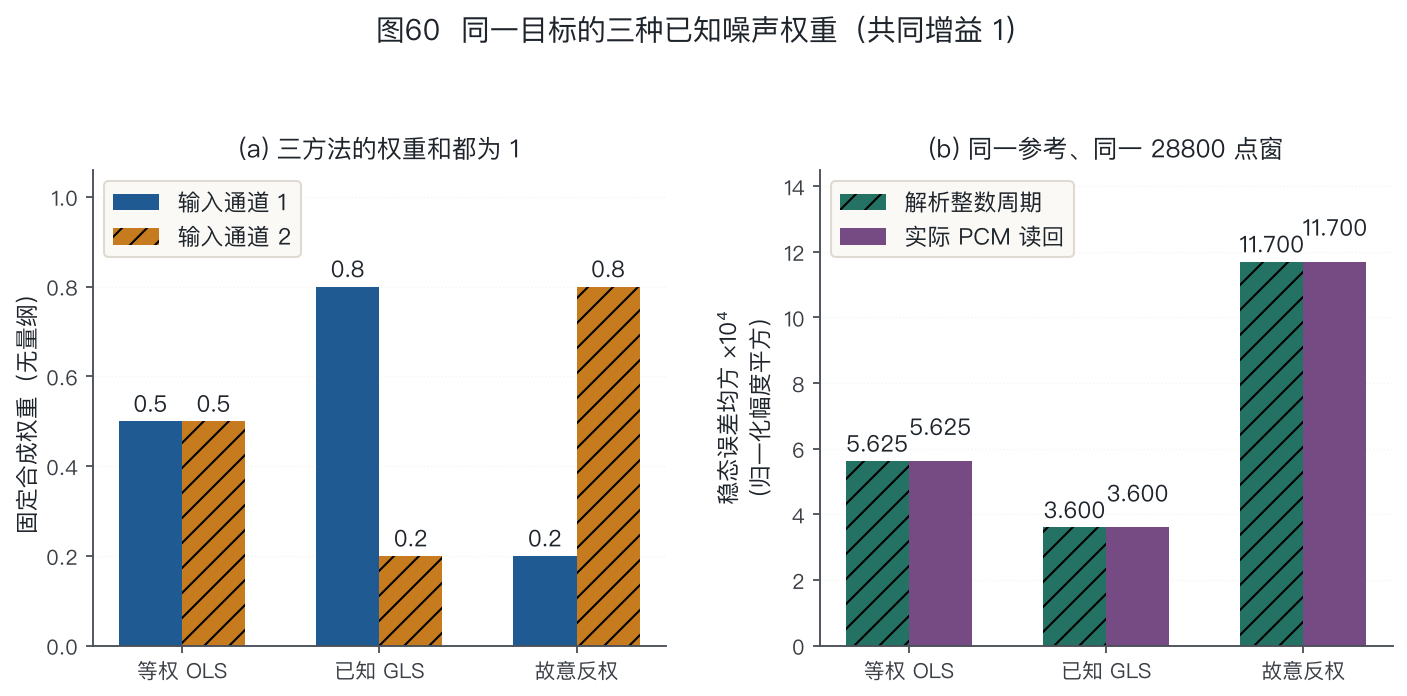 图60 同一目标的三种已知噪声权重（共同增益 1）
(a) 三方法的权重和都为 1
输入通道 1
输入通道 2
固定合成权重（无量纲）
1.0
0.8
0.6
0.4
0.2
0.0
0.5
0.5
0.8
0.2
0.2
0.8
等权 OLS
已知 GLS
故意反权
(b) 同一参考、同一 28800 点窗
解析整数周期
实际 PCM 读回
稳态误差均方 ×10⁴
(归一化幅度平方)
14
12
10
8
6
4
2
0
5.625
5.625
3.600
3.600
11.700
11.700
等权 OLS
已知 GLS
故意反权